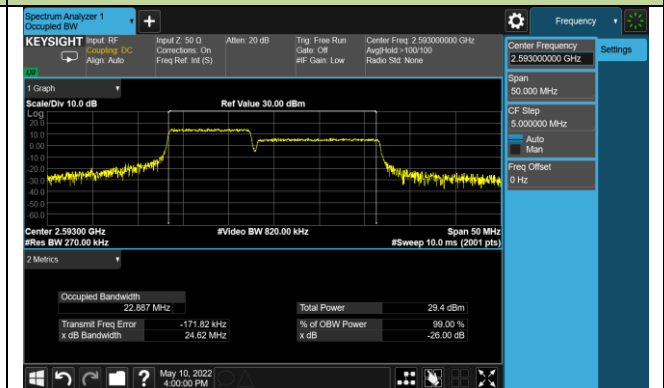 Spectrum Analyzer 1
Occupied BW
+
Frequency
KEYSIGHT
Input: RF
Coupling: DC
Align: Auto
Input Z: 50 Ω
Corrections: On
Freq Ref: Int (S)
Atten: 20 dB
Trig: Free Run
Gate: Off
#IF Gain: Low
Center Freq: 2.593000000 GHz
Avg|Hold:>100/100
Radio Std: None
LW
Center Frequency
2.593000000 GHz
Settings
Span
50.000 MHz
CF Step
5.000000 MHz
Auto
Man
Freq Offset
0 Hz
1 Graph
Scale/Div 10.0 dB
Ref Value 30.00 dBm
Log
20.0
10.0
0.00
-10.0
-20.0
-30.0
-40.0
-50.0
-60.0
Center 2.59300 GHz
#Video BW 820.00 kHz
Span 50 MHz
#Res BW 270.00 kHz
#Sweep 10.0 ms (2001 pts)
2 Metrics
Occupied Bandwidth
22.887 MHz
Total Power 29.4 dBm
Transmit Freq Error -171.82 kHz
% of OBW Power 99.00 %
x dB Bandwidth 24.62 MHz
x dB -26.00 dB
?
May 10, 2022
4:00:00 PM